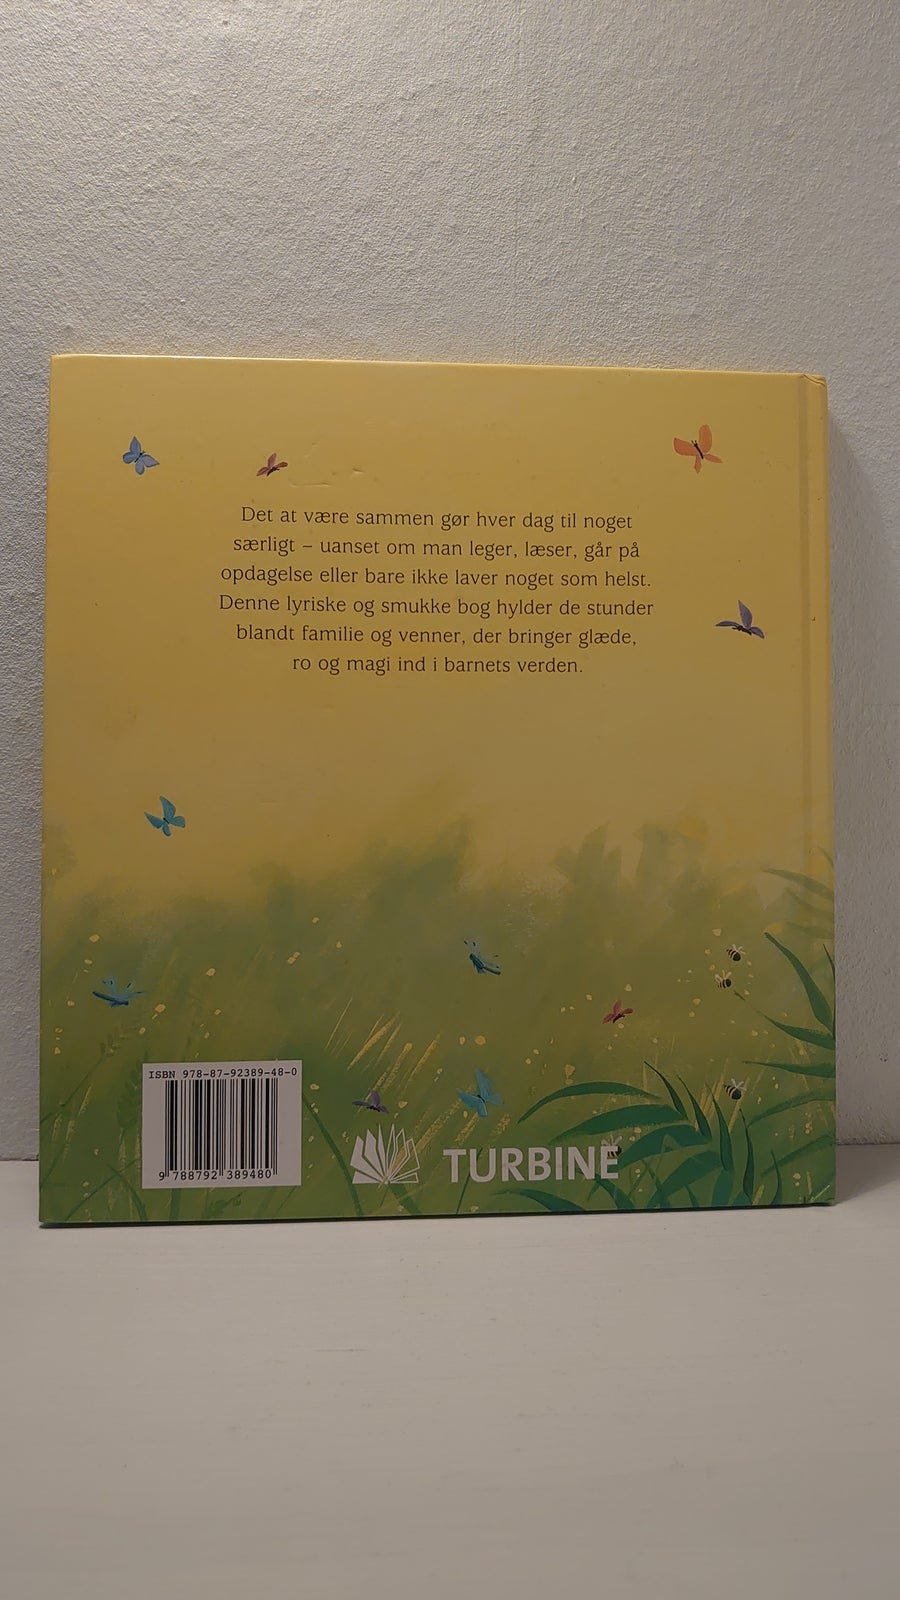 Det at være sammen gør hver dag til noget
særligt – uanset om man leger, læser, går på
opdagelse eller bare ikke laver noget som helst.
Denne lyriske og smukke bog hylder de stunder
blandt familie og venner, der bringer glæde,
ro og magi ind i barnets verden.
ISBN 978-87-92389-48-0
9 788792 389480
TURBINE